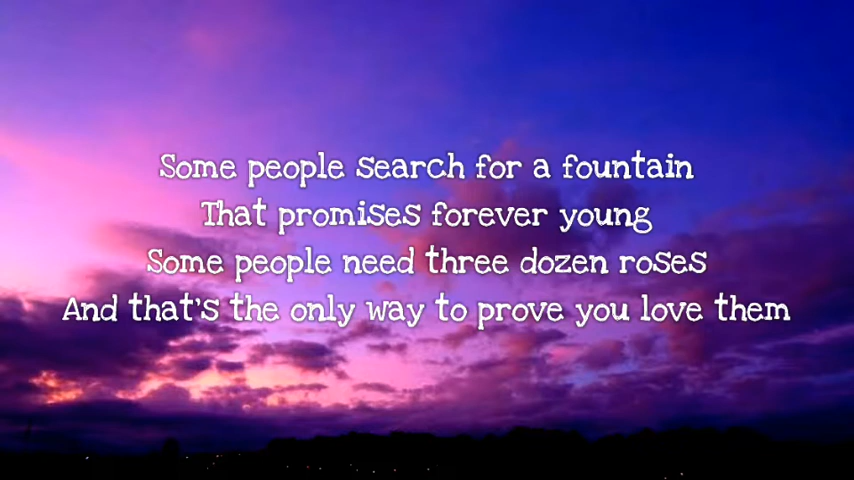 Some people search for a fountain
That promises forever young
Some people need three dozen roses
And that's the only way to prove you love them